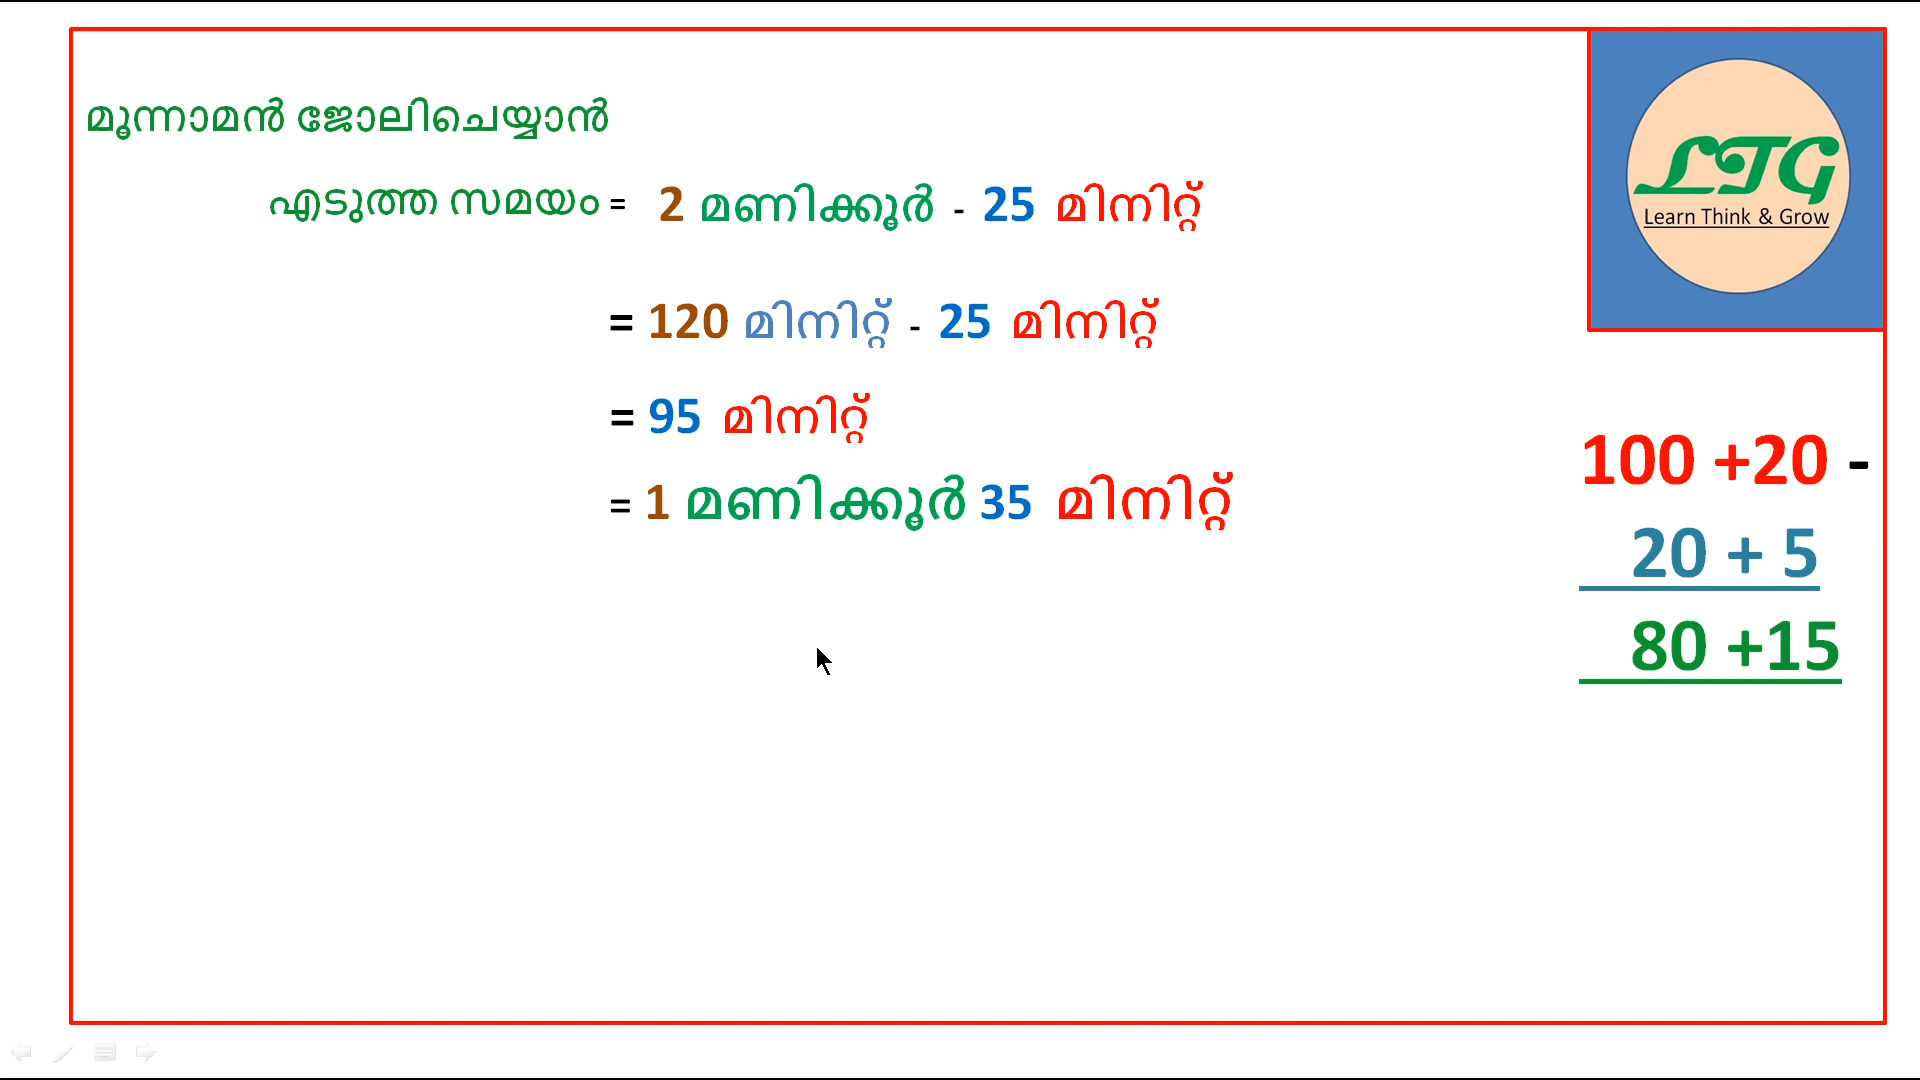 മൂന്നാമൻ ജോലിചെയ്യാൻ
എടുത്ത സമയം = 2 മണിക്കൂർ - 25 മിനിറ്റ്
= 120 മിനിറ്റ് - 25 മിനിറ്റ്
= 95 മിനിറ്റ്
= 1 മണിക്കൂർ 35 മിനിറ്റ്
LTG
Learn Think & Grow
100 +20 -
20 + 5
80 +15